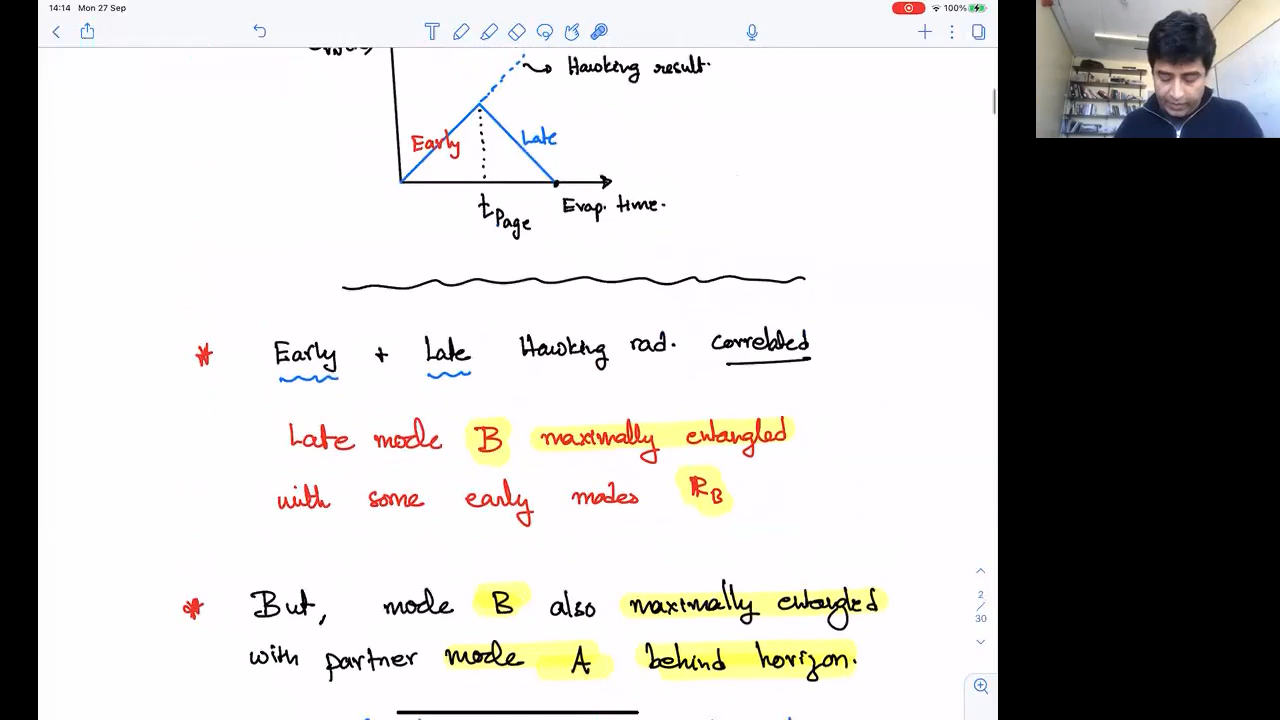 14:14 Mon 27 Sep
100%
Hawking result.
Early
Late
t Page
Evap. time.
* Early + Late Hawking rad. correlated
Late mode B maximally entangled
with some early modes R_B
* But, mode B also maximally entangled
with partner mode A behind horizon.
2
/
30